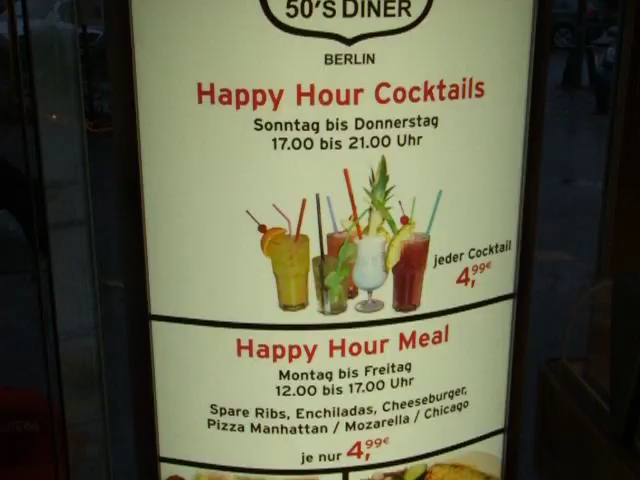 50'S DINER
BERLIN
Happy Hour Cocktails
Sonntag bis Donnerstag
17.00 bis 21.00 Uhr
jeder Cocktail
4,99€
Happy Hour Meal
Montag bis Freitag
12.00 bis 17.00 Uhr
Spare Ribs, Enchiladas, Cheeseburger,
Pizza Manhattan / Mozarella / Chicago
je nur 4,99€